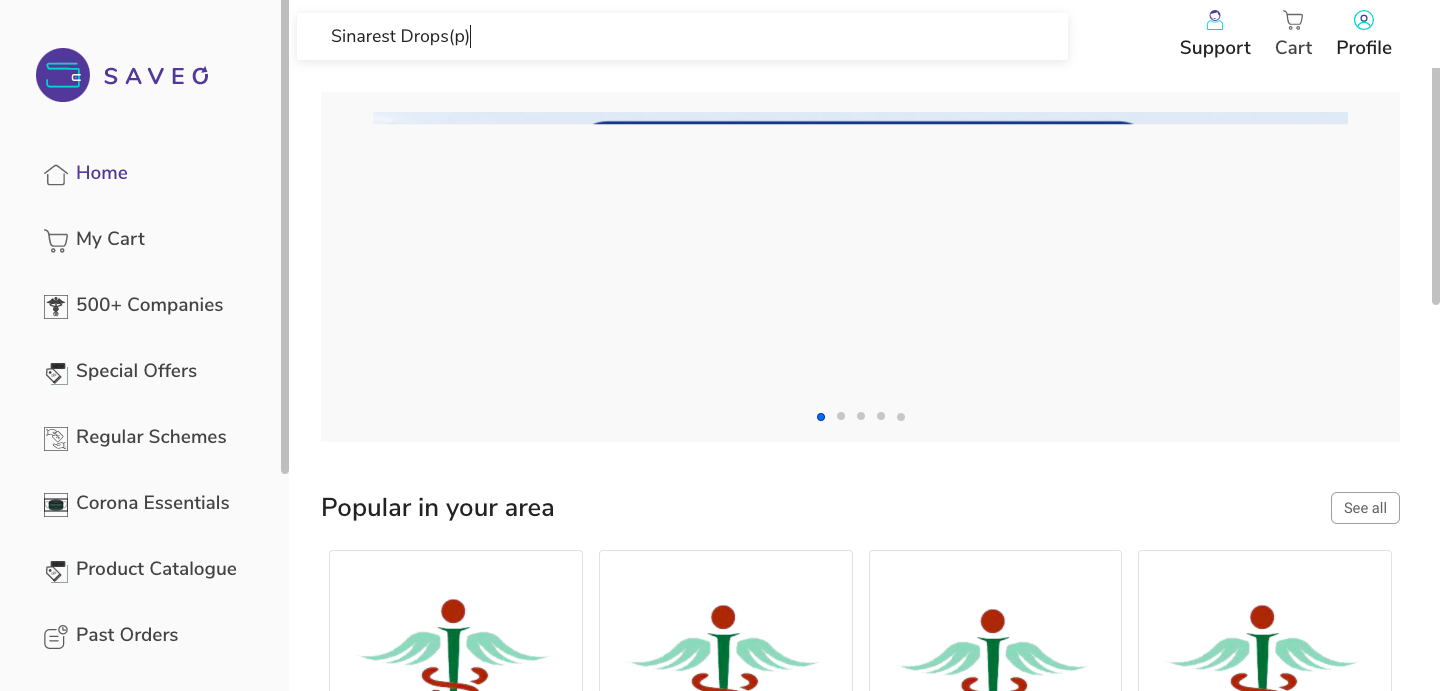 Sinarest Drops(p)
Support
Cart
Profile
SAVEO
Home
My Cart
500+ Companies
Special Offers
Regular Schemes
Corona Essentials
Product Catalogue
Past Orders
Popular in your area
See all